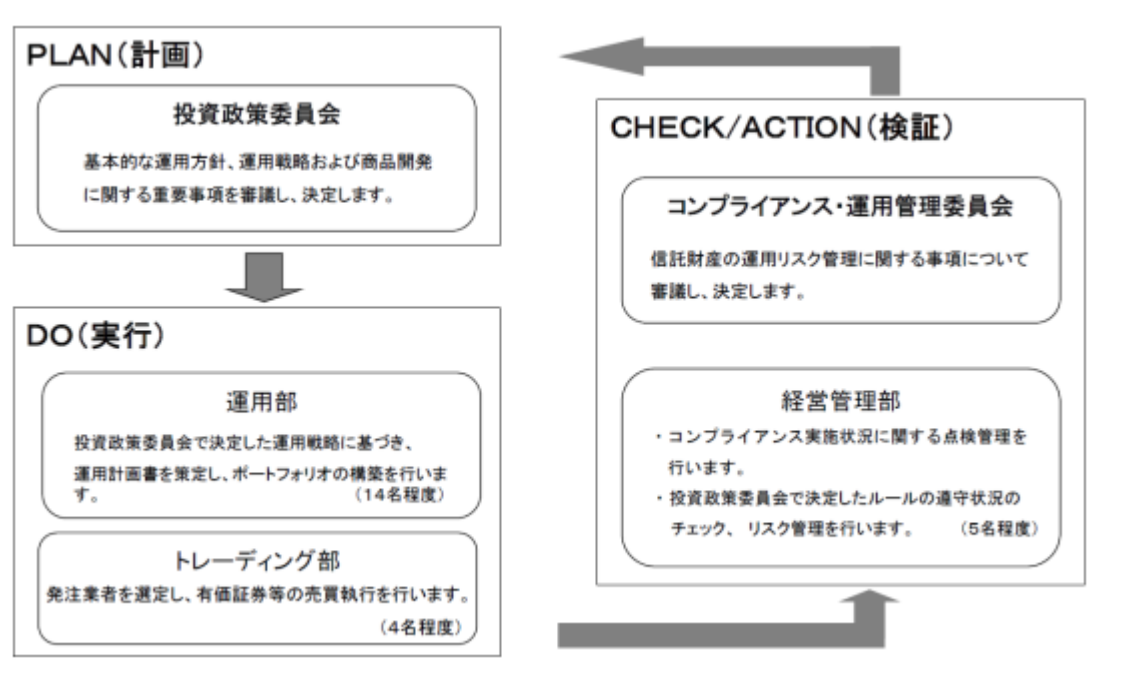 PLAN(計画)
投資政策委員会
基本的な運用方針、運用戦略および商品開発
に関する重要事項を審議し、決定します。
DO(実行)
運用部
投資政策委員会で決定した運用戦略に基づき、
運用計画書を策定し、ポートフォリオの構築を行いま
す。 (14名程度)
トレーディング部
発注業者を選定し、有価証券等の売買執行を行います。
(4名程度)
CHECK/ACTION(検証)
コンプライアンス・運用管理委員会
信託財産の運用リスク管理に関する事項について
審議し、決定します。
経営管理部
・コンプライアンス実施状況に関する点検管理を
行います。
・投資政策委員会で決定したルールの遵守状況の
チェック、 リスク管理を行います。 (5名程度)